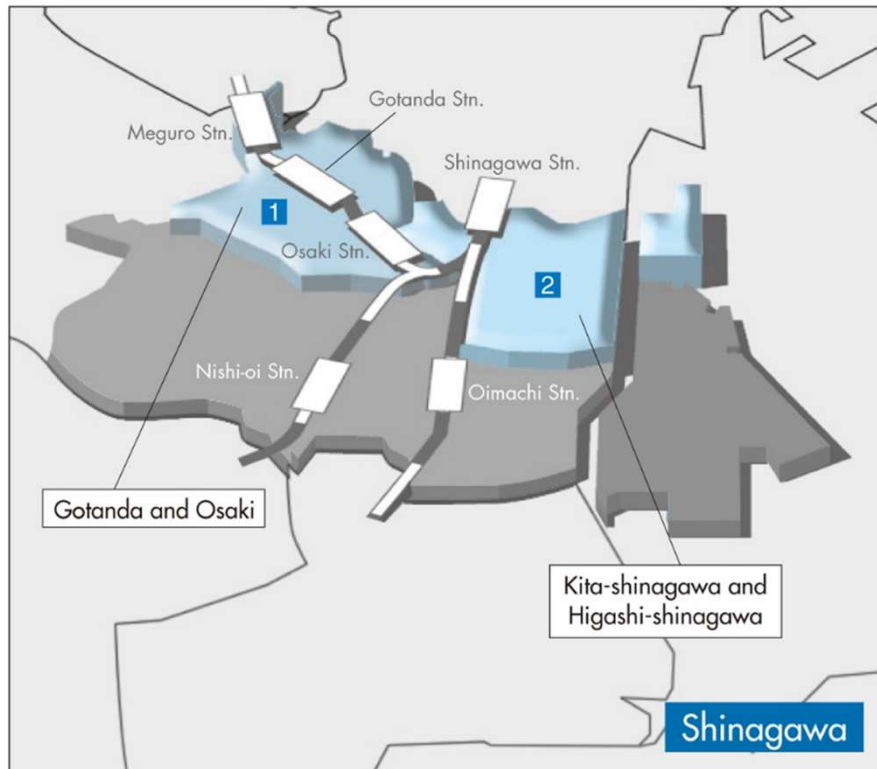 Gotanda Stn.
Meguro Stn.
Shinagawa Stn.
1
Osaki Stn.
2
Nishi-oi Stn.
Oimachi Stn.
Gotanda and Osaki
Kita-shinagawa and
Higashi-shinagawa
Shinagawa